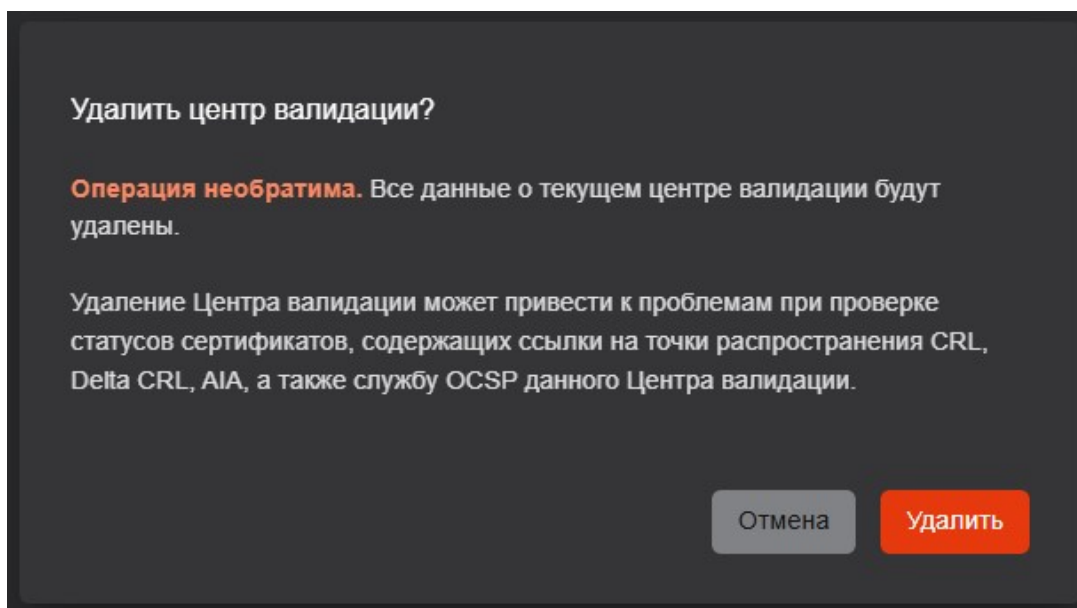 Удалить центр валидации?
Операция необратима. Все данные о текущем центре валидации будут
удалены.
Удаление Центра валидации может привести к проблемам при проверке
статусов сертификатов, содержащих ссылки на точки распространения CRL,
Delta CRL, AIA, а также службу OCSP данного Центра валидации.
Отмена
Удалить